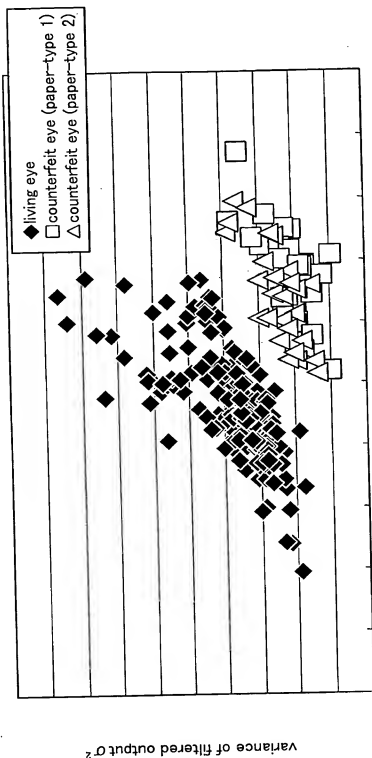 ◆living eye
□counterfeit eye (paper-type 1)
△counterfeit eye (paper-type 2)
variance of filtered output σ²